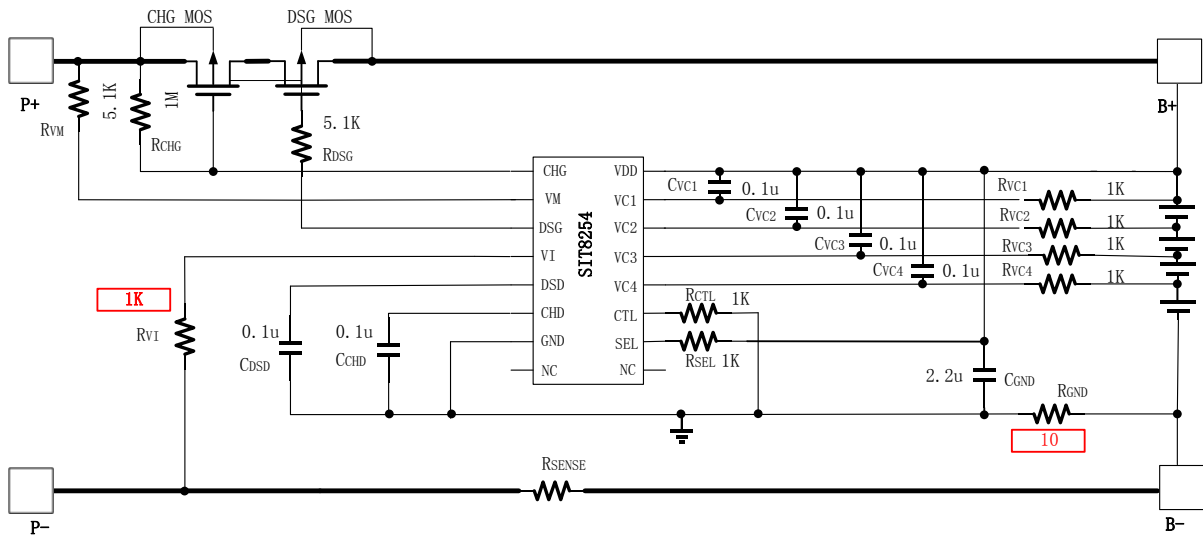 CHG MOS
DSG MOS
P+
RVM
5.1K
1M
RCHG
5.1K
RDSG
B+
SIT8254
CHG
VM
DSG
VI
DSD
CHD
GND
NC
VDD
VC1
VC2
VC3
VC4
CTL
SEL
NC
CVC1
0.1u
CVC2
0.1u
CVC3
0.1u
CVC4
0.1u
RVC1
1K
RVC2
1K
RVC3
1K
RVC4
1K
RCTL
1K
RSEL
1K
1K
RVI
0.1u
CDSD
0.1u
CCHD
2.2u
CGND
RGND
10
RSENSE
P-
B-